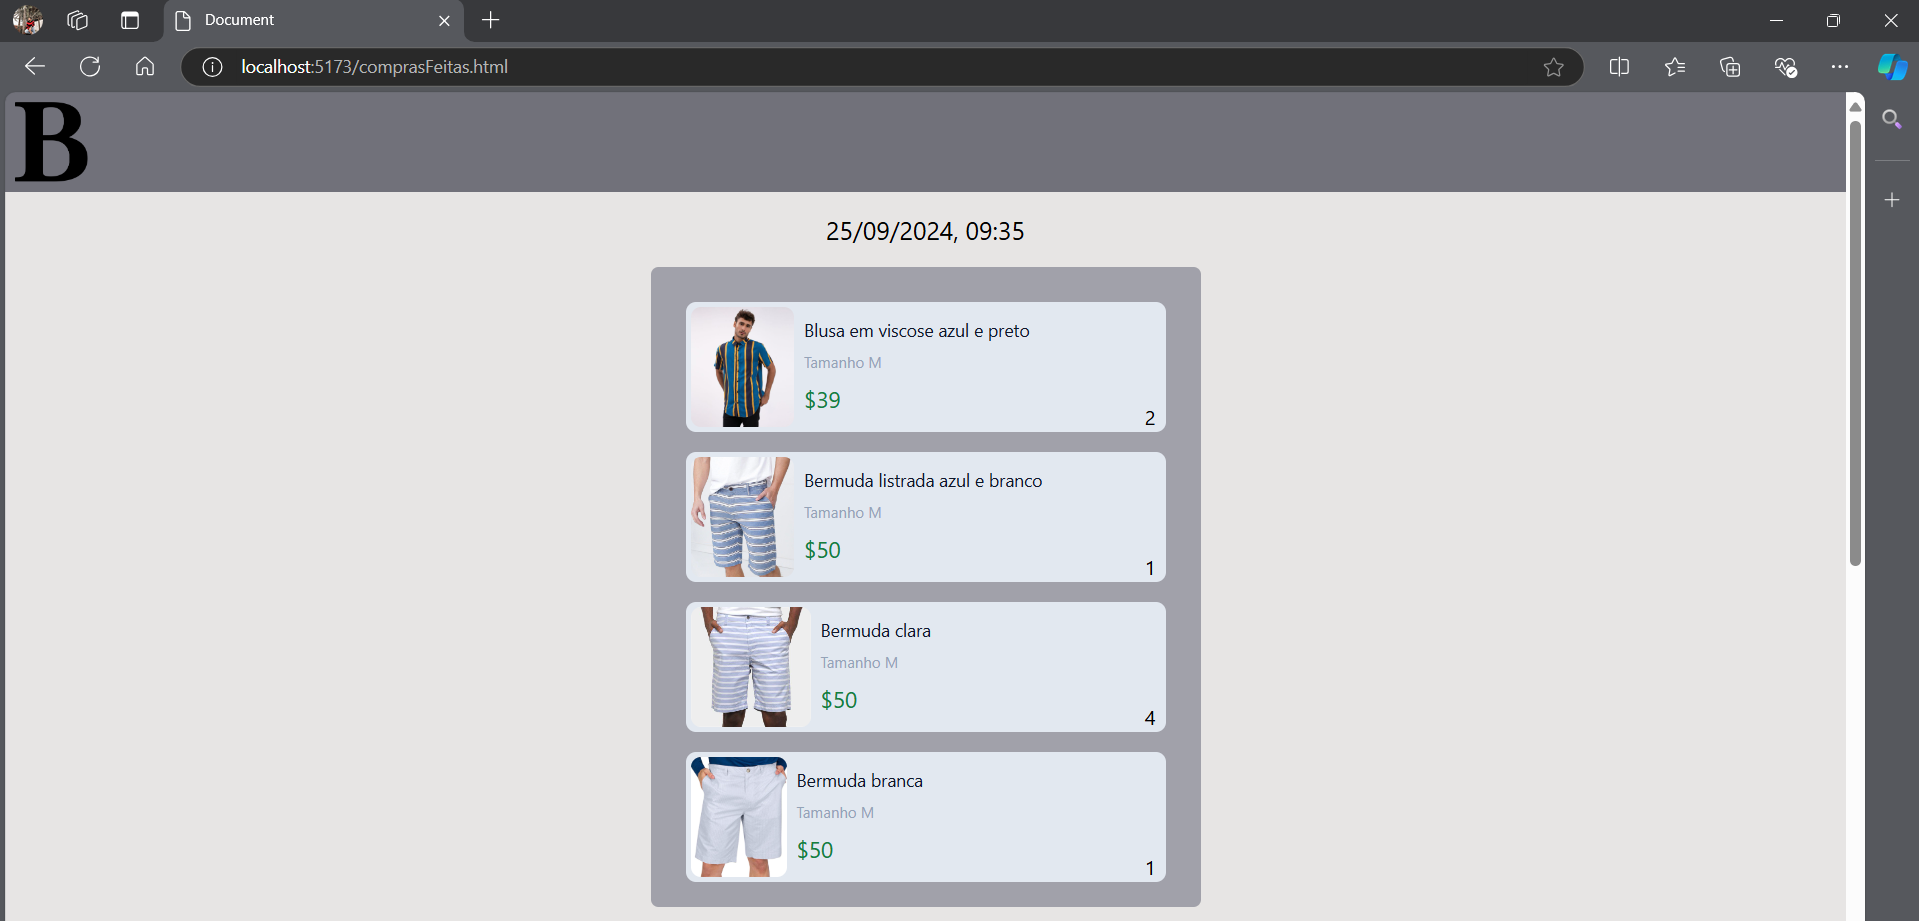 Document
localhost:5173/comprasFeitas.html
B
25/09/2024, 09:35
Blusa em viscose azul e preto
Tamanho M
$39
2
Bermuda listrada azul e branco
Tamanho M
$50
1
Bermuda clara
Tamanho M
$50
4
Bermuda branca
Tamanho M
$50
1